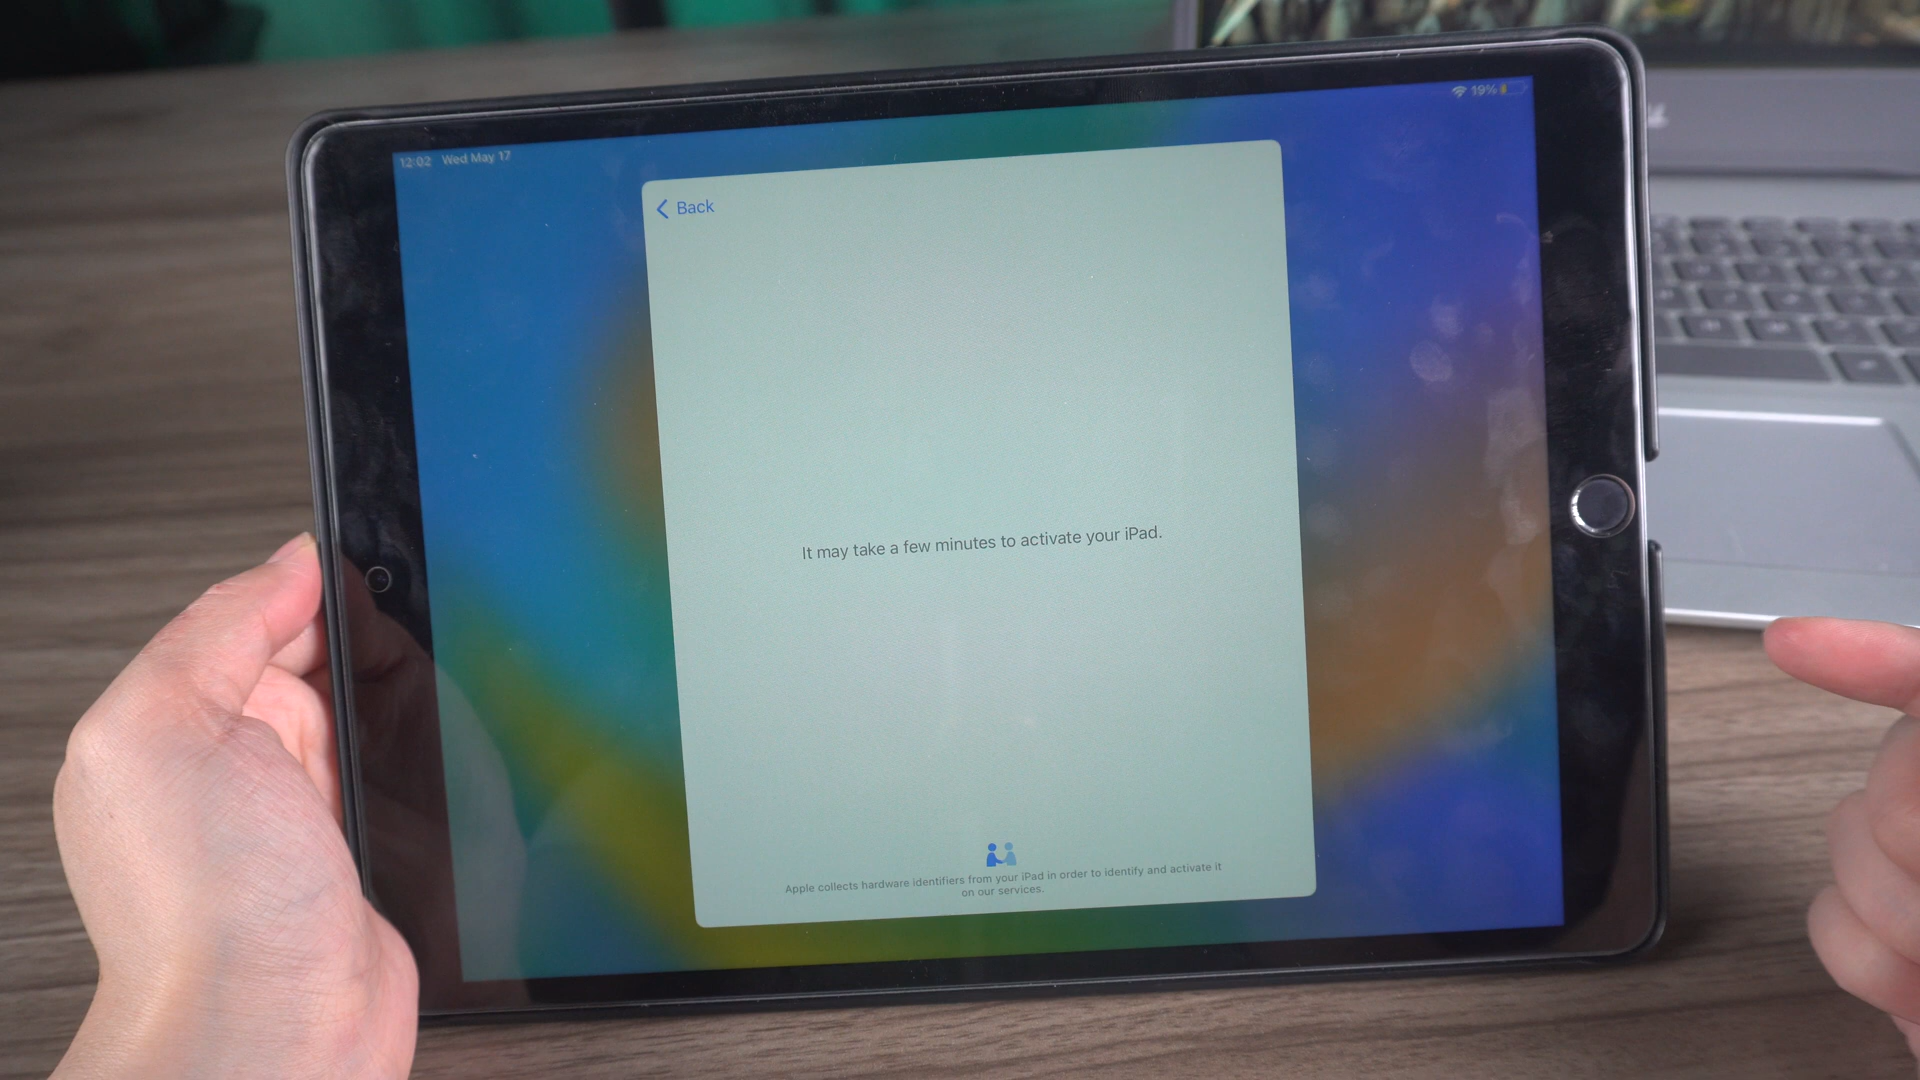 12:02 Wed May 17
19%
Back
It may take a few minutes to activate your iPad.
Apple collects hardware identifiers from your iPad in order to identify and activate it
on our services.